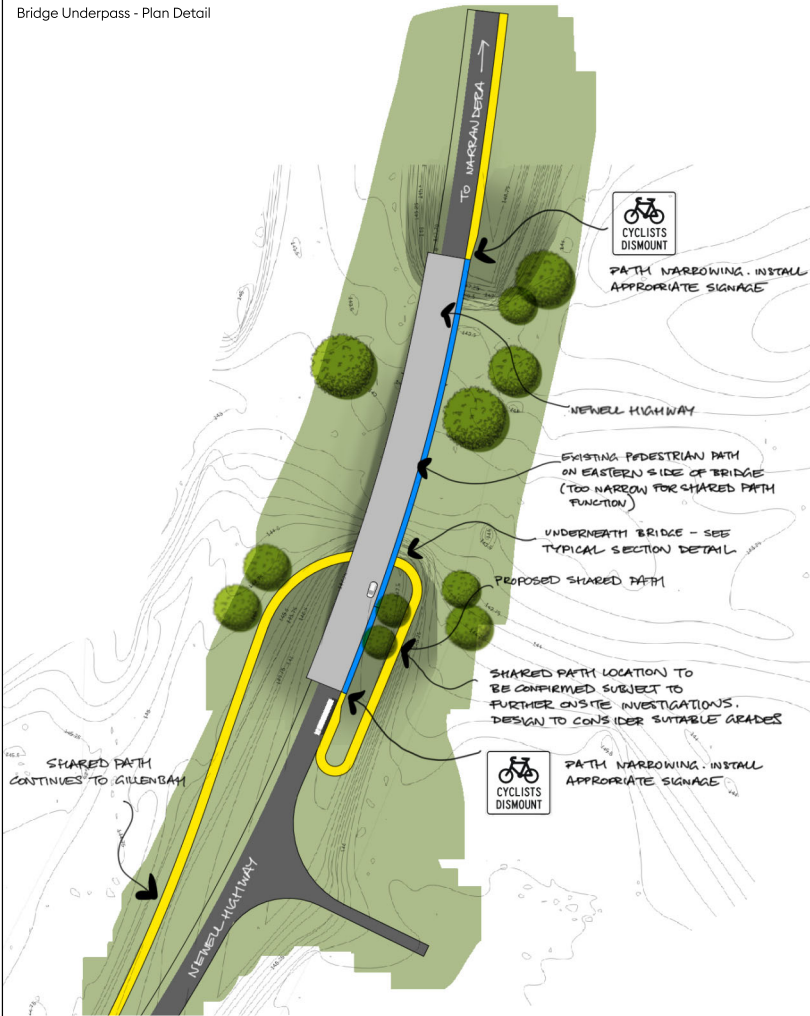 Bridge Underpass - Plan Detail
TO NARRANDERA
CYCLISTS
DISMOUNT
PATH NARROWING. INSTALL
APPROPRIATE SIGNAGE
NEWELL HIGHWAY
EXISTING PEDESTRIAN PATH
ON EASTERN SIDE OF BRIDGE
(TOO NARROW FOR SHARED PATH
FUNCTION)
UNDERNEATH BRIDGE - SEE
TYPICAL SECTION DETAIL
PROPOSED SHARED PATH
SHARED PATH LOCATION TO
BE CONFIRMED SUBJECT TO
FURTHER ONSITE INVESTIGATIONS.
DESIGN TO CONSIDER SUITABLE GRADES
SHARED PATH
CONTINUES TO GILLENBAH
CYCLISTS
DISMOUNT
PATH NARROWING. INSTALL
APPROPRIATE SIGNAGE
NEWELL HIGHWAY